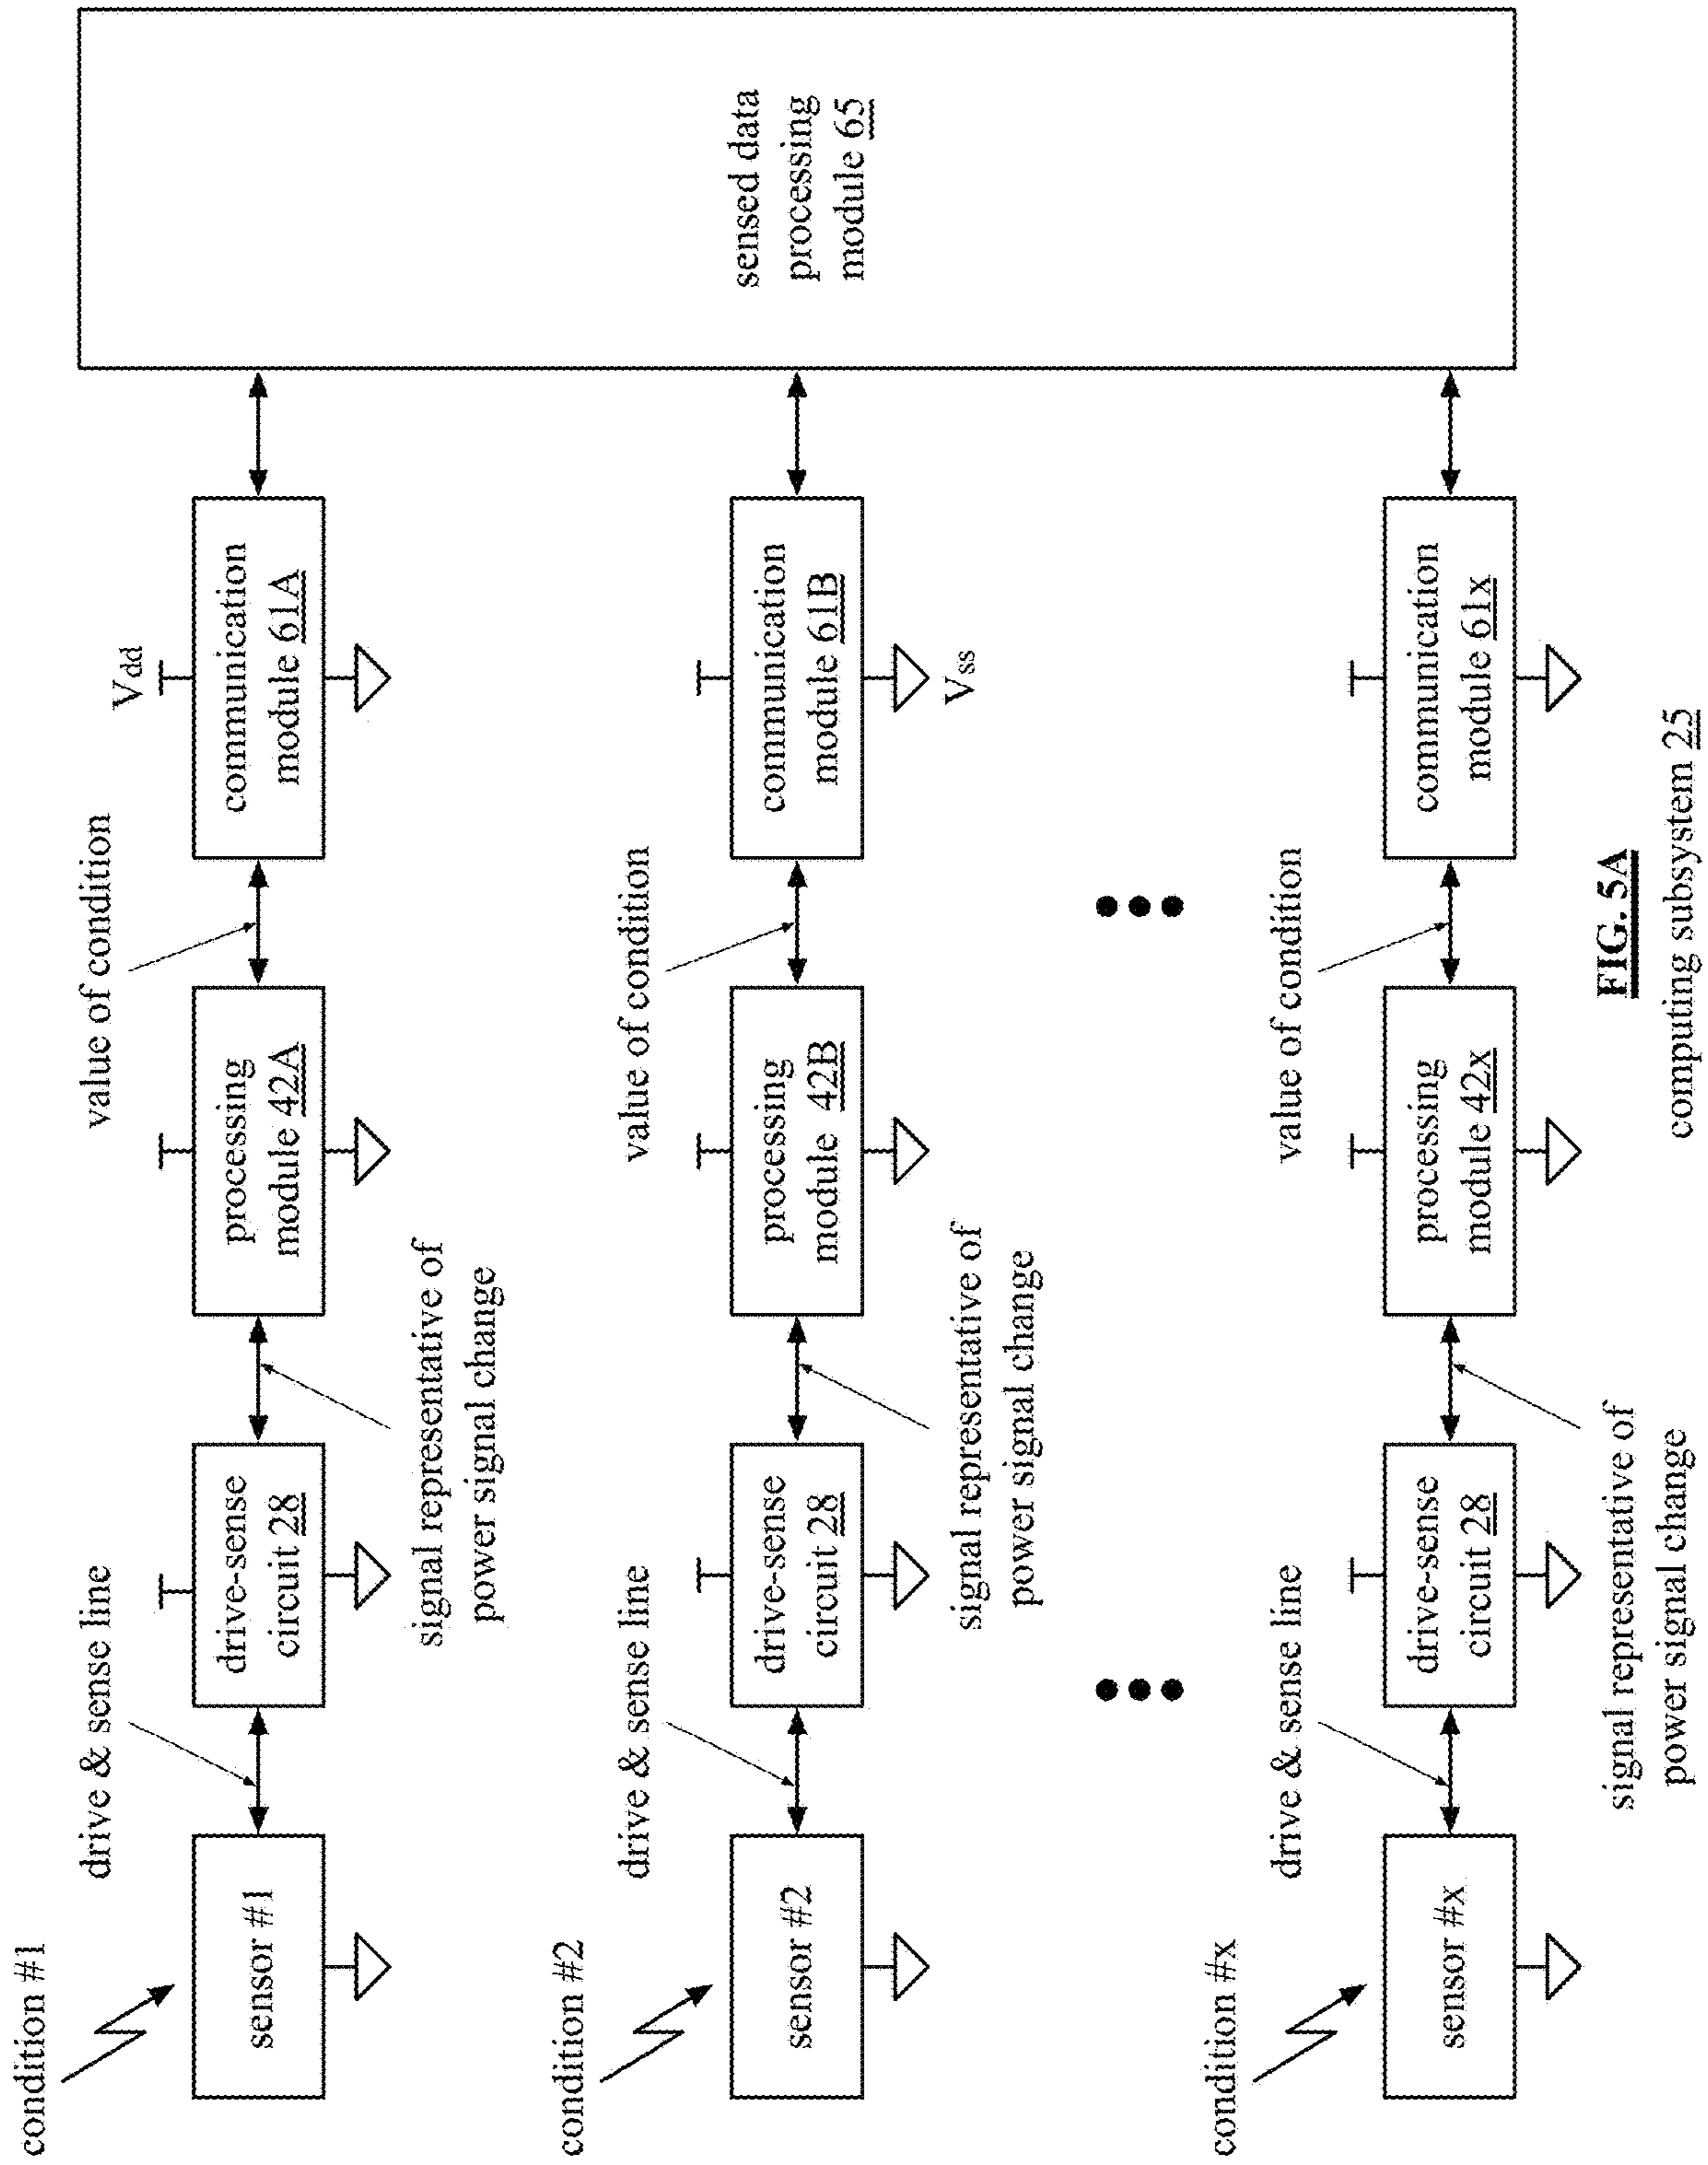 condition #1
drive & sense line
value of condition
Vdd
sensor #1
drive-sense
circuit 28
processing
module 42A
communication
module 61A
signal representative of
power signal change
condition #2
drive & sense line
value of condition
sensor #2
drive-sense
circuit 28
processing
module 42B
communication
module 61B
Vss
signal representative of
power signal change
sensed data
processing
module 65
condition #x
drive & sense line
value of condition
sensor #x
drive-sense
circuit 28
processing
module 42x
communication
module 61x
signal representative of
power signal change
FIG. 5A
computing subsystem 25